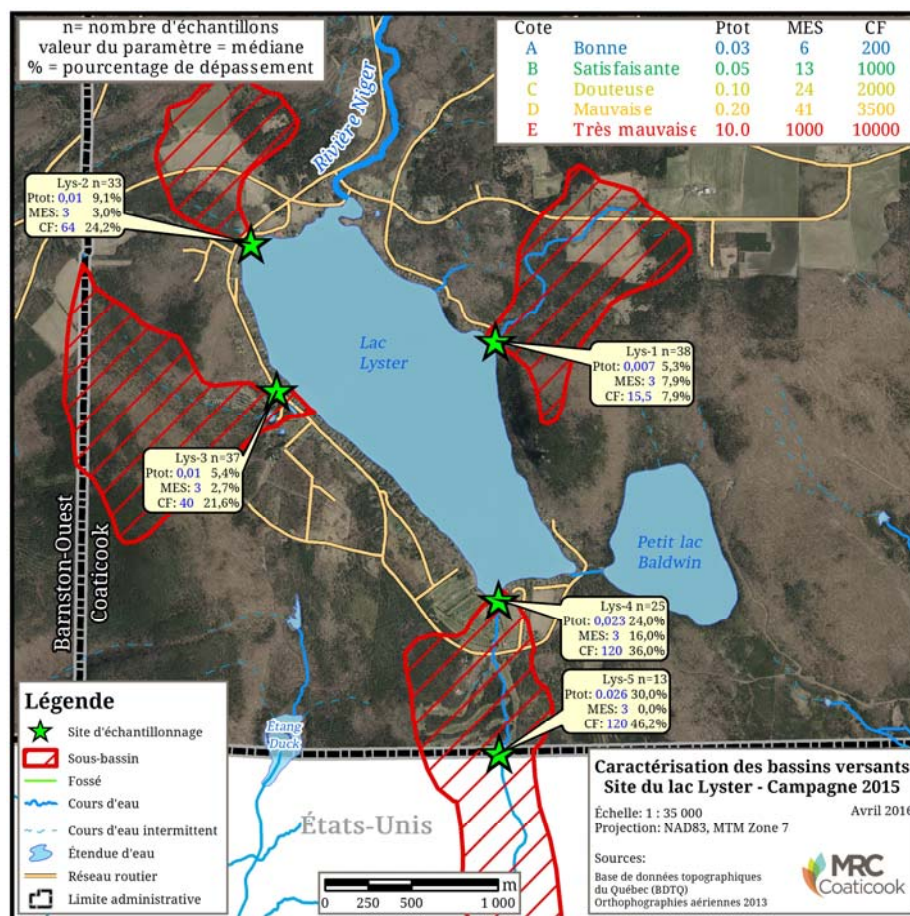 n= nombre d'échantillons
valeur du paramètre = médiane
% = pourcentage de dépassement
Cote Ptot MES CF
A Bonne 0.03 6 200
B Satisfaisante 0.05 13 1000
C Douteuse 0.10 24 2000
D Mauvaise 0.20 41 3500
E Très mauvaise 10.0 1000 10000
Rivière Niger
Lys-2 n=33
Ptot: 0,01 9,1%
MES: 3 3,0%
CF: 64 24,2%
Lac
Lyster
Lys-1 n=38
Ptot: 0,007 5,3%
MES: 3 7,9%
CF: 15,5 7,9%
Lys-3 n=37
Ptot: 0,01 5,4%
MES: 3 2,7%
CF: 40 21,6%
Barnston-Ouest
Coaticook
Petit lac
Baldwin
Lys-4 n=25
Ptot: 0,023 24,0%
MES: 3 16,0%
CF: 120 36,0%
Lys-5 n=13
Ptot: 0.026 30,0%
MES: 3 0,0%
CF: 120 46,2%
Étang
Duck
États-Unis
Légende
Site d'échantillonnage
Sous-bassin
Fossé
Cours d'eau
Cours d'eau intermittent
Étendue d'eau
Réseau routier
Limite administrative
m
0 250 500 1 000
Caractérisation des bassins versants
Site du lac Lyster - Campagne 2015
Échelle: 1 : 35 000 Avril 2016
Projection: NAD83, MTM Zone 7
Sources:
Base de données topographiques
du Québec (BDTQ)
Orthophographies aériennes 2013
MRC
Coaticook